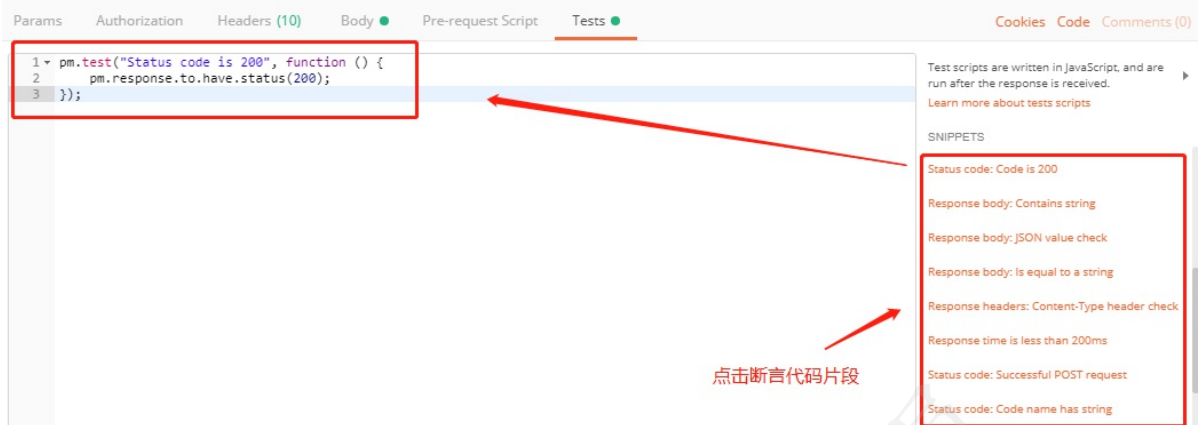 Params Authorization Headers (10) Body Pre-request Script Tests Cookies Code Comments (0)
1 pm.test("Status code is 200", function () {
2 pm.response.to.have.status(200);
3 });
Test scripts are written in JavaScript, and are
run after the response is received.
Learn more about tests scripts
SNIPPETS
Status code: Code is 200
Response body: Contains string
Response body: JSON value check
Response body: Is equal to a string
Response headers: Content-Type header check
Response time is less than 200ms
点击断言代码片段
Status code: Successful POST request
Status code: Code name has string